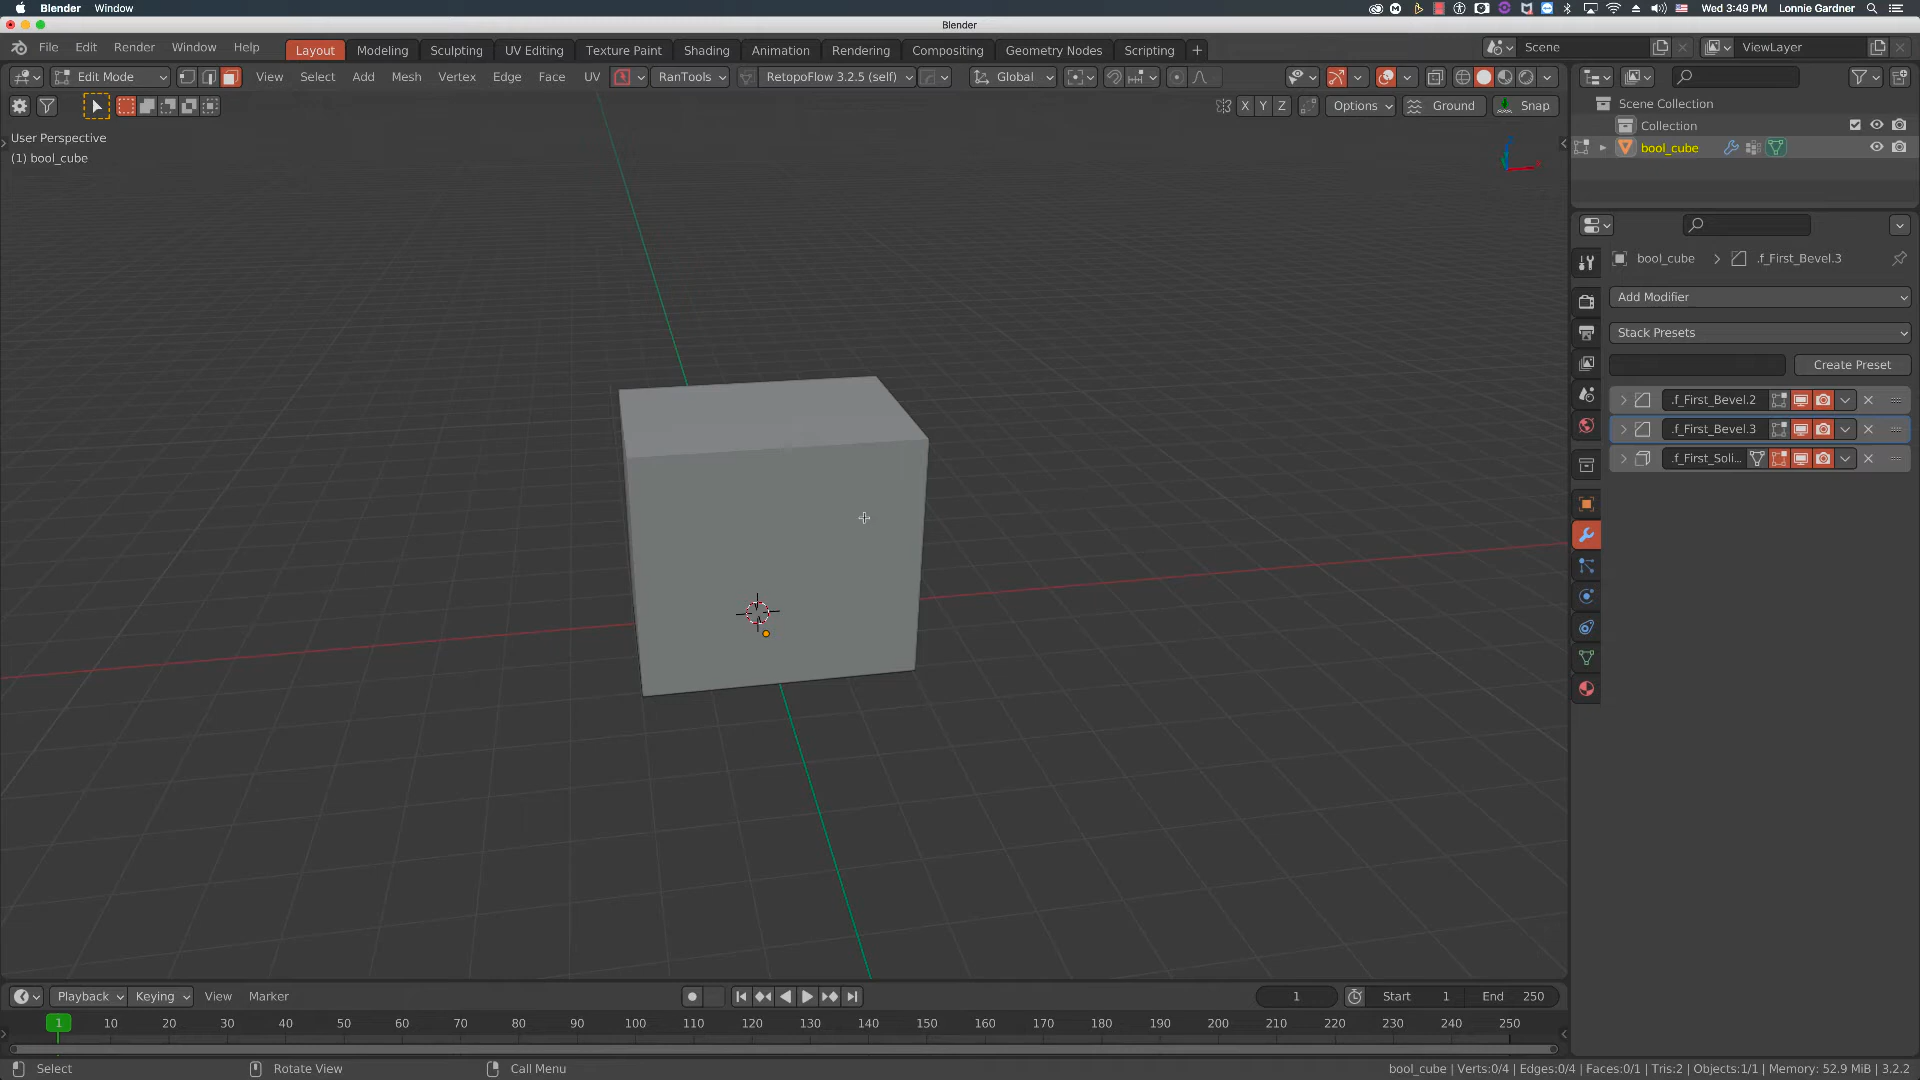 Blender Window Wed 3:49 PM Lonnie Gardner
Blender
File Edit Render Window Help Layout Modeling Sculpting UV Editing Texture Paint Shading Animation Rendering Compositing Geometry Nodes Scripting + Scene ViewLayer
Edit Mode View Select Add Mesh Vertex Edge Face UV RanTools RetopoFlow 3.2.5 (self) Global
X Y Z Options Ground Snap
Scene Collection
Collection
bool_cube
User Perspective
(1) bool_cube
bool_cube .f_First_Bevel.3
Add Modifier
Stack Presets
Create Preset
.f_First_Bevel.2
.f_First_Bevel.3
.f_First_Soli...
Playback Keying View Marker 1 Start 1 End 250
1 10 20 30 40 50 60 70 80 90 100 110 120 130 140 150 160 170 180 190 200 210 220 230 240 250
Select Rotate View Call Menu bool_cube | Verts:0/4 | Edges:0/4 | Faces:0/1 | Tris:2 | Objects:1/1 | Memory: 52.9 MiB | 3.2.2